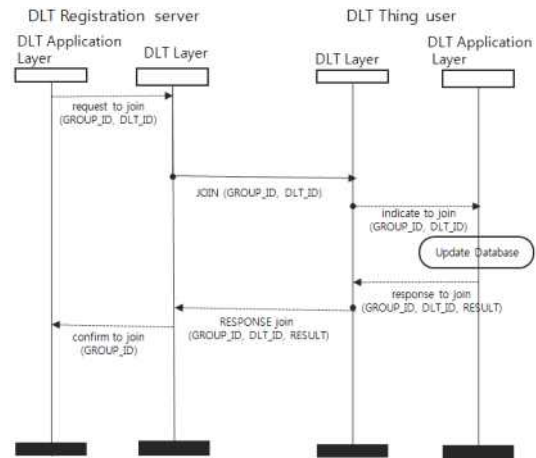 DLT Registration server
DLT Thing user
DLT Application
Layer
DLT Layer
DLT Layer
DLT Application
Layer
request to join
(GROUP_ID, DLT_ID)
JOIN (GROUP_ID, DLT_ID)
indicate to join
(GROUP_ID, DLT_ID)
Update Database
response to join
(GROUP_ID, DLT_ID, RESULT)
RESPONSE join
(GROUP_ID, DLT_ID, RESULT)
confirm to join
(GROUP_ID)